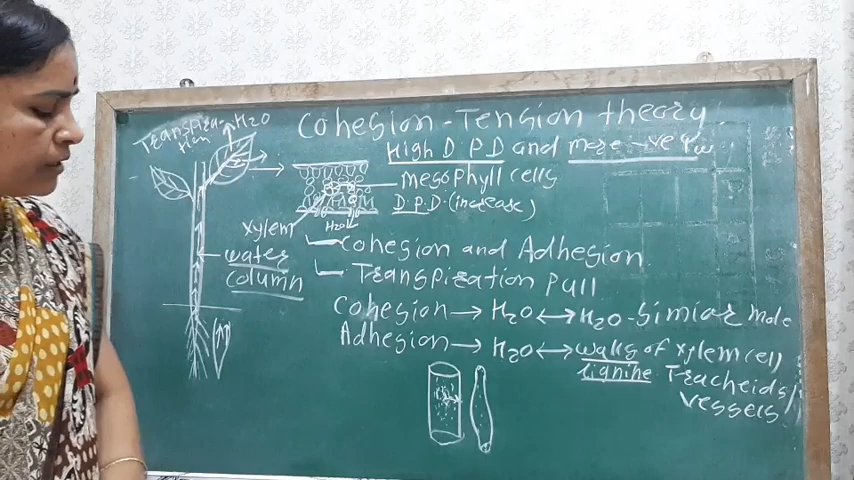 Cohesion-Tension theory
Transpiration H2O
High D P D and more -ve Ψw
mesophyll cells
D.P.D.(increase)
H2O
xylem
water
column
cohesion and Adhesion
Transpiration Pull
Cohesion → H2O ↔ H2O-Simiar mole
Adhesion → H2O ↔ walls of xylem cell
lignine Tracheids/
Vessels